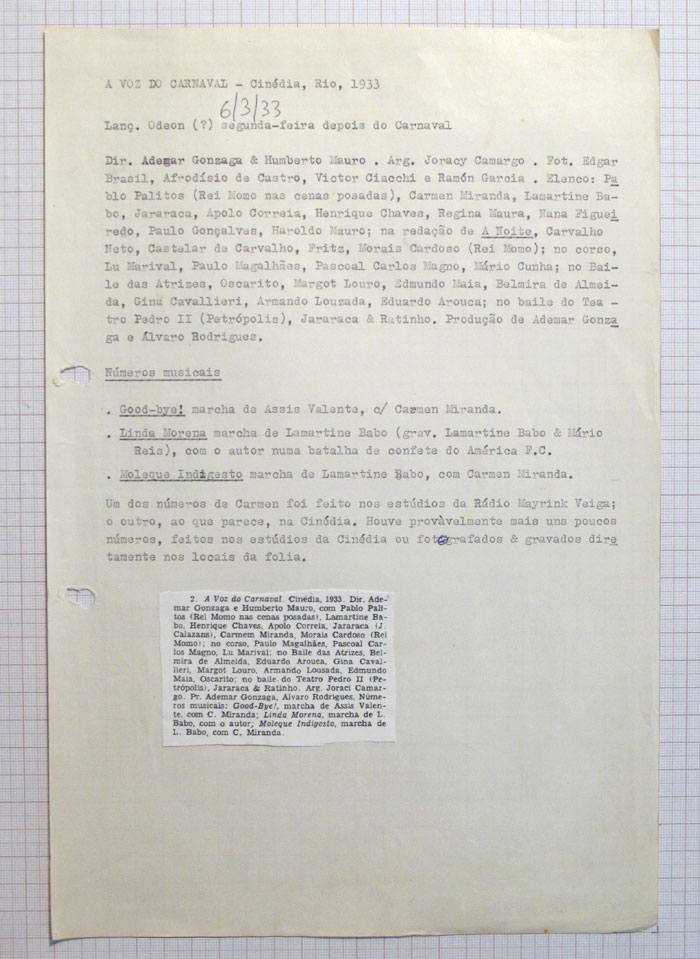 A VOZ DO CARNAVAL - Cinédia, Rio, 1933
6/3/33
Lanç. Odeon (?) segunda-feira depois do Carnaval
Dir. Ademar Gonzaga & Humberto Mauro . Arg. Joracy Camargo . Fot. Edgar
Brasil, Afrodísio de Castro, Victor Ciacchi e Ramón Garcia . Elenco: Pa
blo Palitos (Rei Momo nas cenas posadas), Carmen Miranda, Lamartine Ba-
bo, Jararaca, Apolo Correia, Henrique Chaves, Regina Maura, Nana Figuei
redo, Paulo Gonçalves, Haroldo Mauro; na redação de A Noite, Carvalho
Neto, Castelar de Carvalho, Fritz, Morais Cardoso (Rei Momo); no corso,
Lu Marival, Paulo Magalhães, Pascoal Carlos Magno, Mário Cunha; no Bai-
le das Atrizes, Oscarito, Margot Louro, Edmundo Maia, Belmira de Almei-
da, Gina Cavallieri, Armando Louzada, Eduardo Arouca; no baile do Tea -
tro Pedro II (Petrópolis), Jararaca & Ratinho. Produção de Ademar Gonza
ga e Álvaro Rodrigues.
Números musicais
. Good-bye! marcha de Assis Valente, c/ Carmen Miranda.
. Linda Morena marcha de Lamartine Babo (grav. Lamartine Babo & Mário
Reis), com o autor numa batalha de confete do América F.C.
. Moleque Indigesto marcha de Lamartine Babo, com Carmen Miranda.
Um dos números de Carmen foi feito nos estúdios da Rádio Mayrink Veiga;
o outro, ao que parece, na Cinédia. Houve provàvelmente mais uns poucos
números, feitos nos estúdios da Cinédia ou fotografados & gravados dire
tamente nos locais da folia.
2. A Voz do Carnaval. Cinédia, 1933. Dir. Ade-
mar Gonzaga e Humberto Mauro, com Pablo Pali-
tos (Rei Momo nas cenas posadas), Lamartine Ba-
bo, Henrique Chaves, Apolo Correia, Jararaca (J.
Calazans), Carmem Miranda, Morais Cardoso (Rei
Momo); no corso, Paulo Magalhães, Pascoal Car-
los Magno, Lu Marival; no Baile das Atrizes, Bel-
mira de Almeida, Eduardo Arouca, Gina Caval-
lieri, Margot Louro, Armando Lousada, Edmundo
Maia, Oscarito; no baile do Teatro Pedro II (Pe-
trópolis), Jararaca & Ratinho. Arg. Joraci Camar-
go. Pr. Ademar Gonzaga, Alvaro Rodrigues. Núme-
ros musicais: Good-Bye!, marcha de Assis Valen-
te, com C. Miranda; Linda Morena, marcha de L.
Babo, com o autor; Moleque Indigesto, marcha de
L. Babo, com C. Miranda.